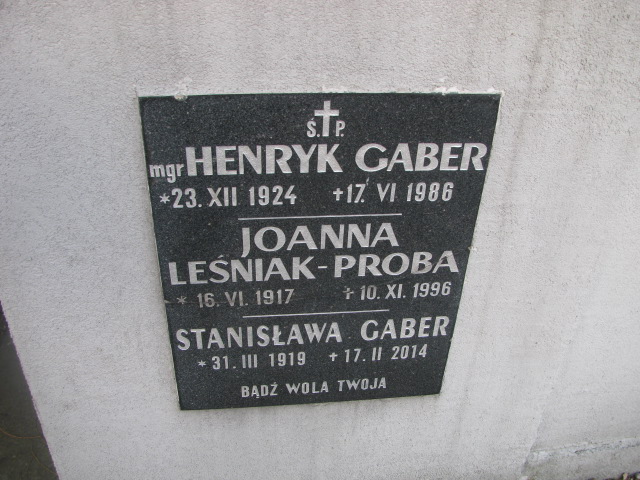 Ś.✝P.
mgr HENRYK GABER
*23. XII 1924 +17. VI 1986
JOANNA
LEŚNIAK-PROBA
* 16. VI. 1917 + 10. XI. 1996
STANISŁAWA GABER
* 31. III 1919 + 17. II 2014
BĄDŹ WOLA TWOJA